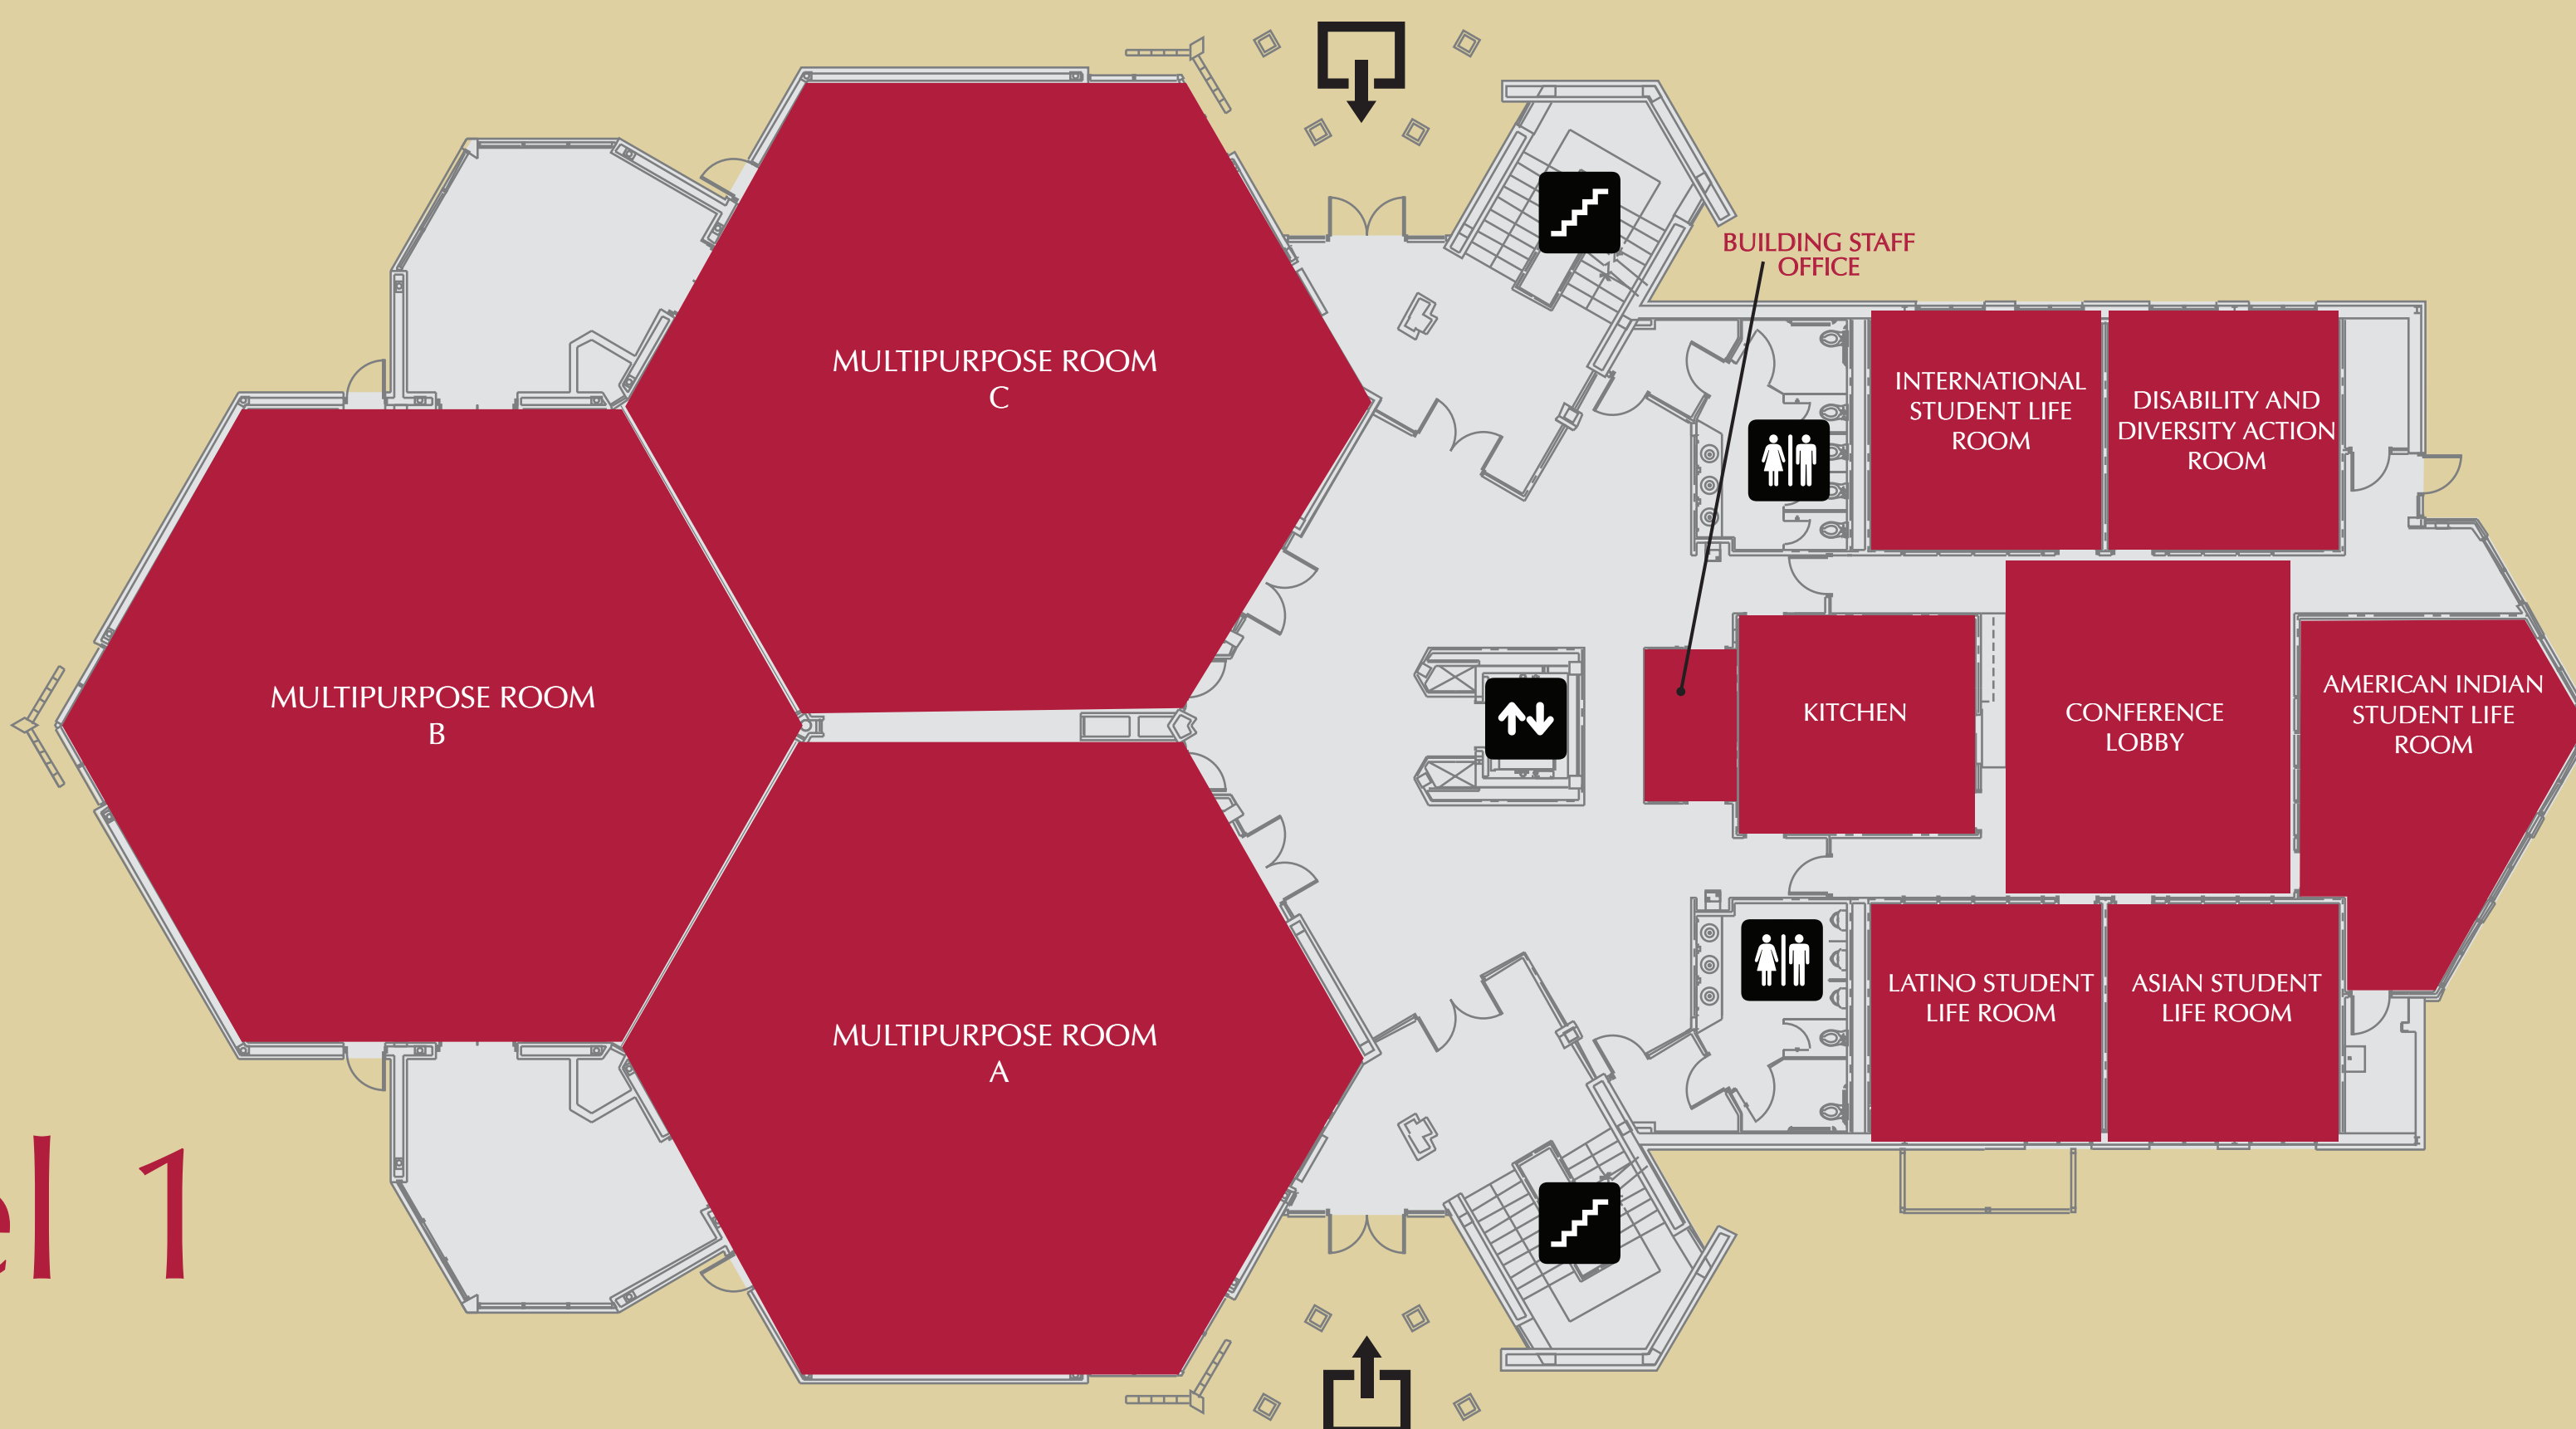 BUILDING STAFF
OFFICE
MULTIPURPOSE ROOM
C
INTERNATIONAL
STUDENT LIFE
ROOM
DISABILITY AND
DIVERSITY ACTION
ROOM
MULTIPURPOSE ROOM
B
KITCHEN
CONFERENCE
LOBBY
AMERICAN INDIAN
STUDENT LIFE
ROOM
MULTIPURPOSE ROOM
A
LATINO STUDENT
LIFE ROOM
ASIAN STUDENT
LIFE ROOM
el 1